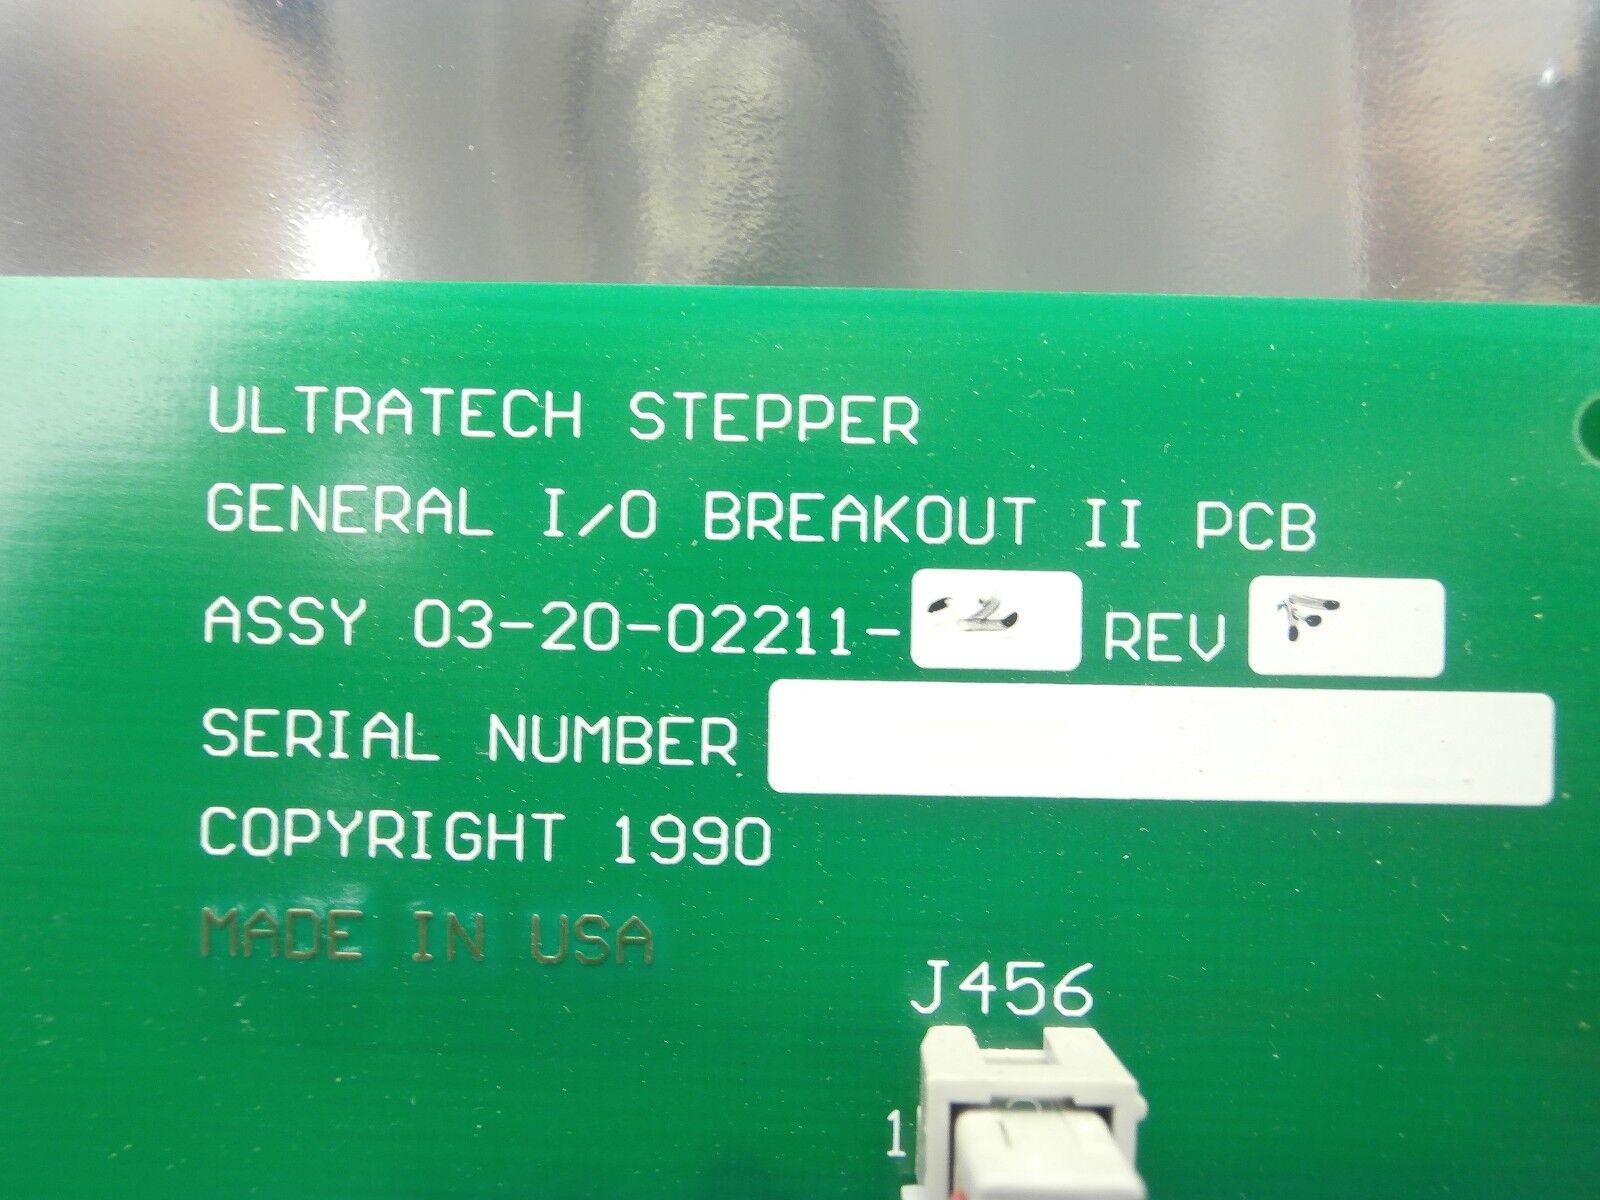 ULTRATECH STEPPER
GENERAL I/O BREAKOUT II PCB
ASSY 03-20-02211- REV F
SERIAL NUMBER
COPYRIGHT 1990
MADE IN USA
J456
1